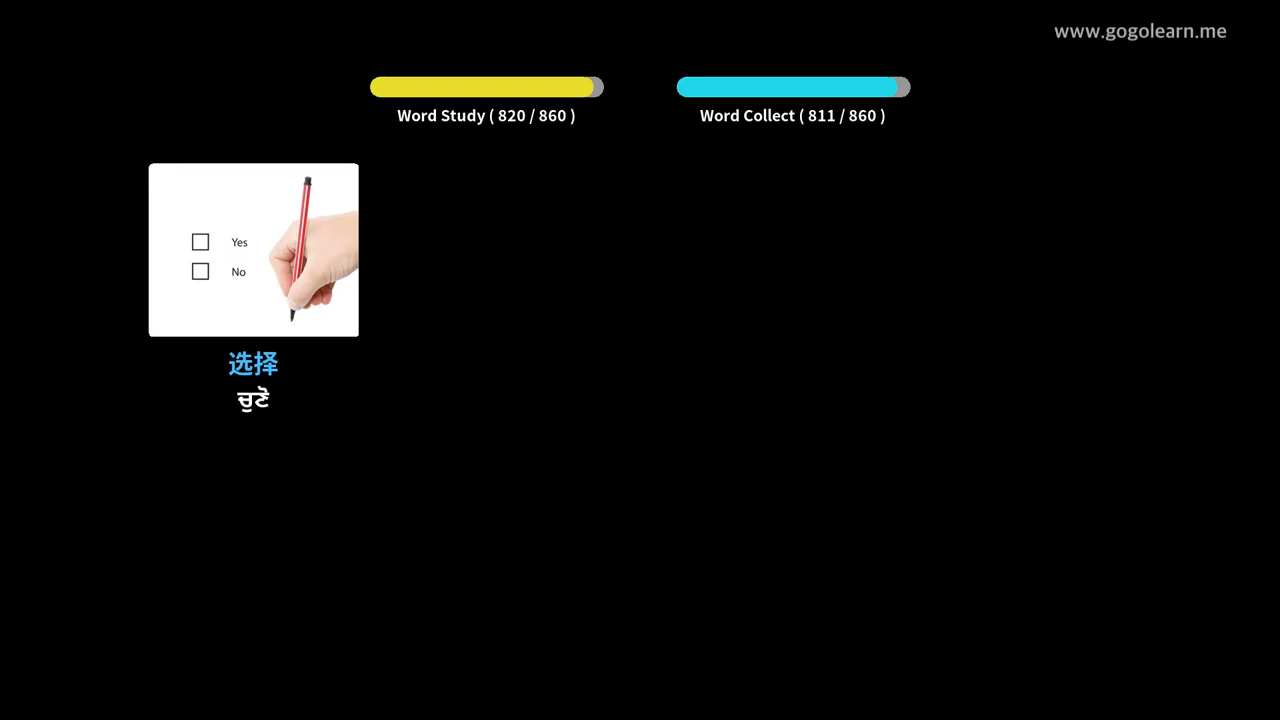 www.gogolearn.me
Word Study ( 820 / 860 )
Word Collect ( 811 / 860 )
Yes
No
选择
ਚੁਣੋ